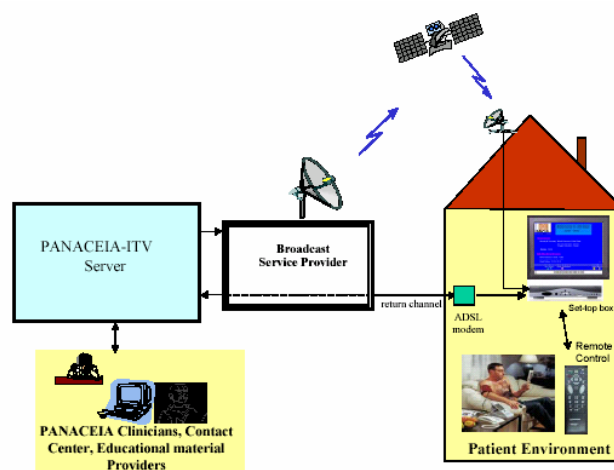 PANACEIA-ITV
Server
Broadcast
Service Provider
return channel
ADSL
modem
Set-top box
Remote
Control
PANACEIA Clinicians, Contact
Center, Educational material
Providers
Patient Environment